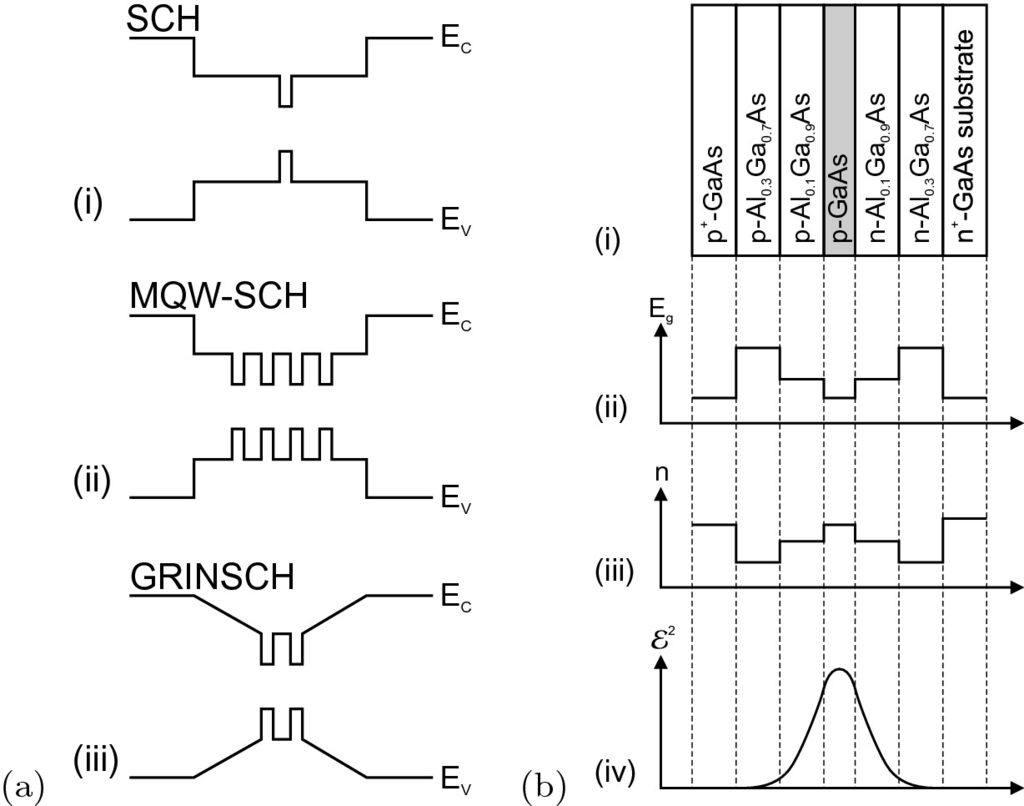 SCH
E_C
(i)
E_V
MQW-SCH
E_C
(ii)
E_V
GRINSCH
E_C
(iii)
E_V
(a)
p⁺-GaAs
p-Al₀.₃Ga₀.₇As
p-Al₀.₁Ga₀.₉As
p-GaAs
n-Al₀.₁Ga₀.₉As
n-Al₀.₃Ga₀.₇As
n⁺-GaAs substrate
(i)
E_g
(ii)
n
(iii)
ℰ²
(iv)
(b)